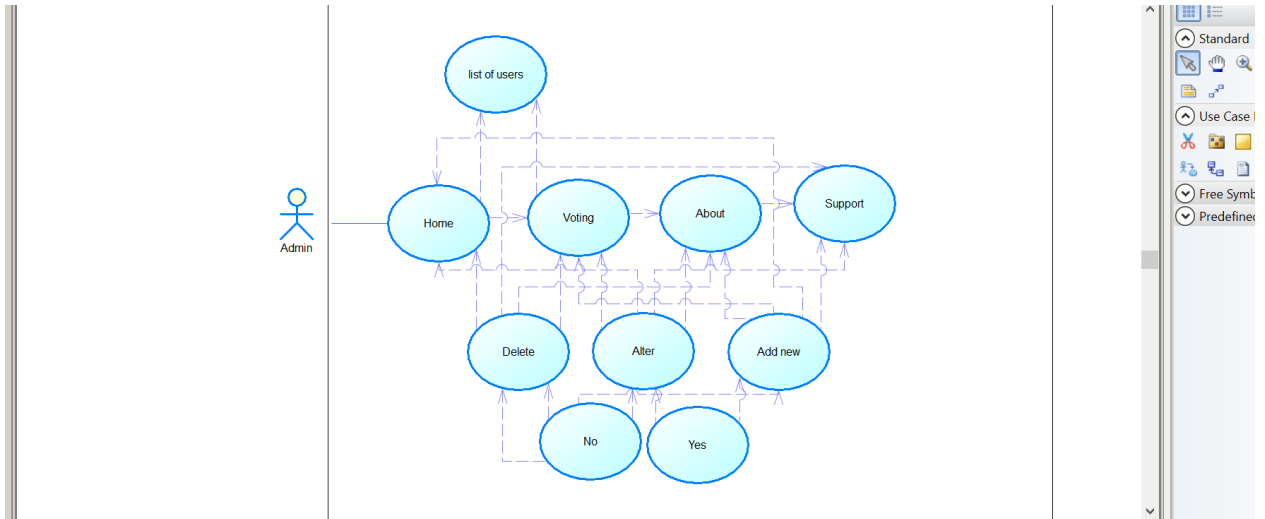 list of users
Home
Voting
About
Support
Admin
Delete
Alter
Add new
No
Yes
Standard
Use Case
Free Symb
Predefined